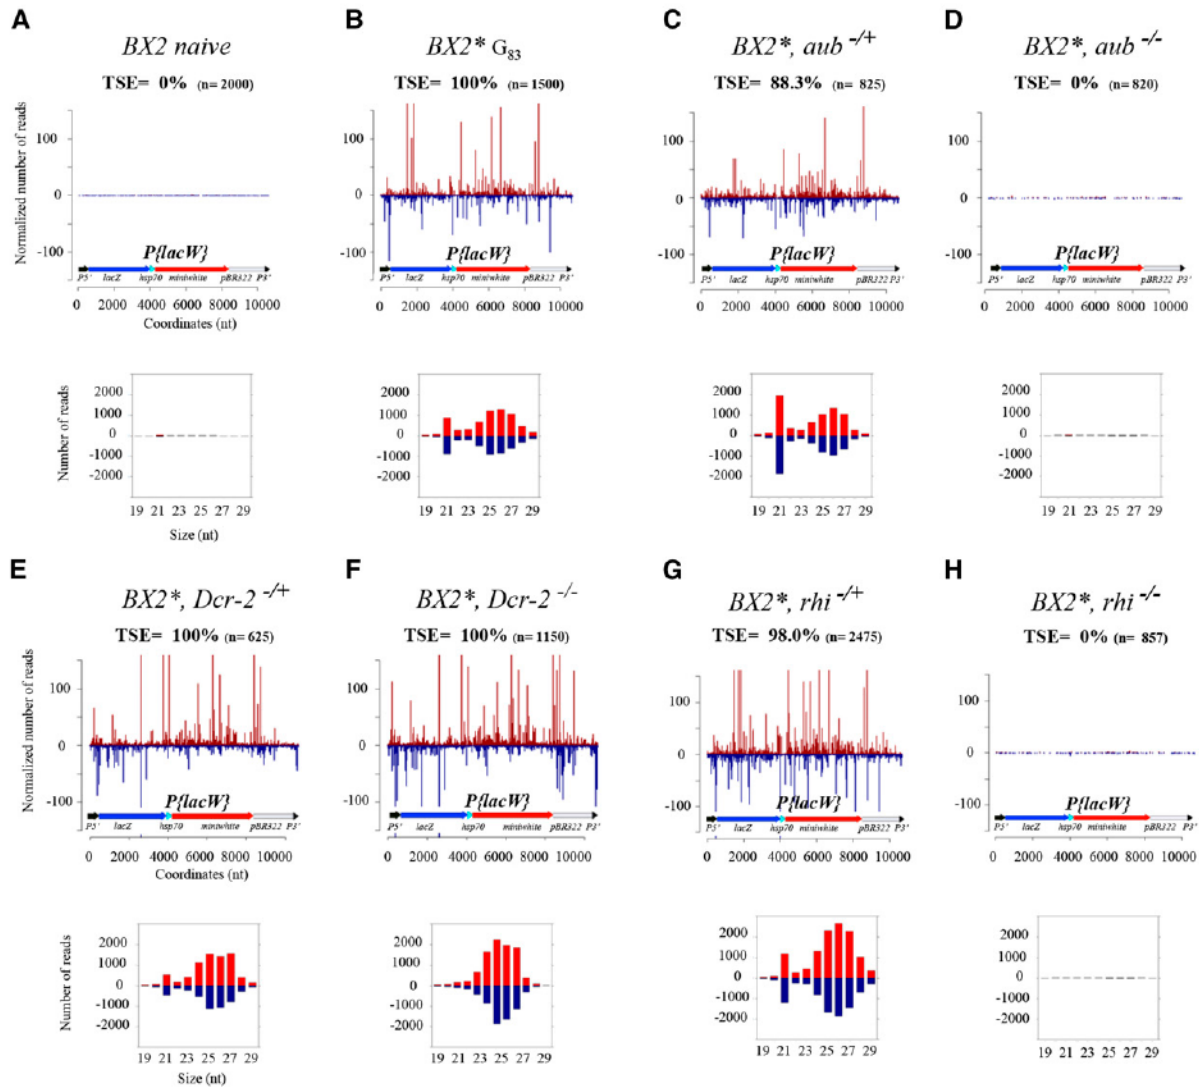 A
BX2 naive
TSE= 0% (n= 2000)
Normalized number of reads
100
0
-100
P{lacW}
P5' lacZ hsp70 miniwhite pBR322 P3'
0 2000 4000 6000 8000 10000
Coordinates (nt)
Number of reads
2000
1000
0
-1000
-2000
19 21 23 25 27 29
Size (nt)
B
BX2* G83
TSE= 100% (n= 1500)
100
0
-100
P{lacW}
P5' lacZ hsp70 miniwhite pBR322 P3'
0 2000 4000 6000 8000 10000
2000
1000
0
-1000
-2000
19 21 23 25 27 29
C
BX2*, aub -/+
TSE= 88.3% (n= 825)
100
0
-100
P{lacW}
P5' lacZ hsp70 miniwhite pBR322 P3'
0 2000 4000 6000 8000 10000
2000
1000
0
-1000
-2000
19 21 23 25 27 29
D
BX2*, aub -/-
TSE= 0% (n= 820)
100
0
-100
P{lacW}
P5' lacZ hsp70 miniwhite pBR322 P3'
0 2000 4000 6000 8000 10000
2000
1000
0
-1000
-2000
19 21 23 25 27 29
E
BX2*, Dcr-2 -/+
TSE= 100% (n= 625)
Normalized number of reads
100
0
-100
P{lacW}
P5' lacZ hsp70 miniwhite pBR322 P3'
0 2000 4000 6000 8000 10000
Coordinates (nt)
Number of reads
2000
1000
0
-1000
-2000
19 21 23 25 27 29
Size (nt)
F
BX2*, Dcr-2 -/-
TSE= 100% (n= 1150)
100
0
-100
P{lacW}
P5' lacZ hsp70 miniwhite pBR322 P3'
0 2000 4000 6000 8000 10000
2000
1000
0
-1000
-2000
19 21 23 25 27 29
G
BX2*, rhi -/+
TSE= 98.0% (n= 2475)
100
0
-100
P{lacW}
P5' lacZ hsp70 miniwhite pBR322 P3'
0 2000 4000 6000 8000 10000
2000
1000
0
-1000
-2000
19 21 23 25 27 29
H
BX2*, rhi -/-
TSE= 0% (n= 857)
100
0
-100
P{lacW}
P5' lacZ hsp70 miniwhite pBR322 P3'
0 2000 4000 6000 8000 10000
2000
1000
0
-1000
-2000
19 21 23 25 27 29